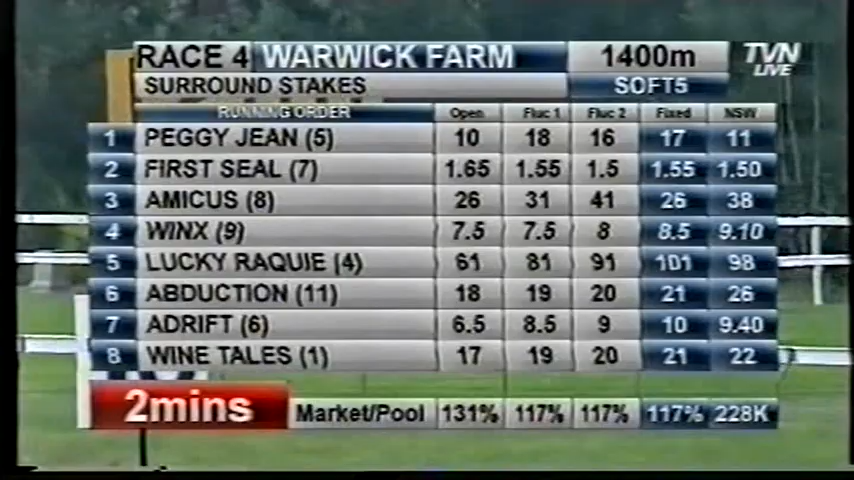 RACE 4 WARWICK FARM 1400m TVN
SURROUND STAKES SOFT5 LIVE
RUNNING ORDER Open Fluc 1 Fluc 2 Fixed NSW
1 PEGGY JEAN (5) 10 18 16 17 11
2 FIRST SEAL (7) 1.65 1.55 1.5 1.55 1.50
3 AMICUS (8) 26 31 41 26 38
4 WINX (9) 7.5 7.5 8 8.5 9.10
5 LUCKY RAQUIE (4) 61 81 91 101 98
6 ABDUCTION (11) 18 19 20 21 26
7 ADRIFT (6) 6.5 8.5 9 10 9.40
8 WINE TALES (1) 17 19 20 21 22
2mins Market/Pool 131% 117% 117% 117% 228K